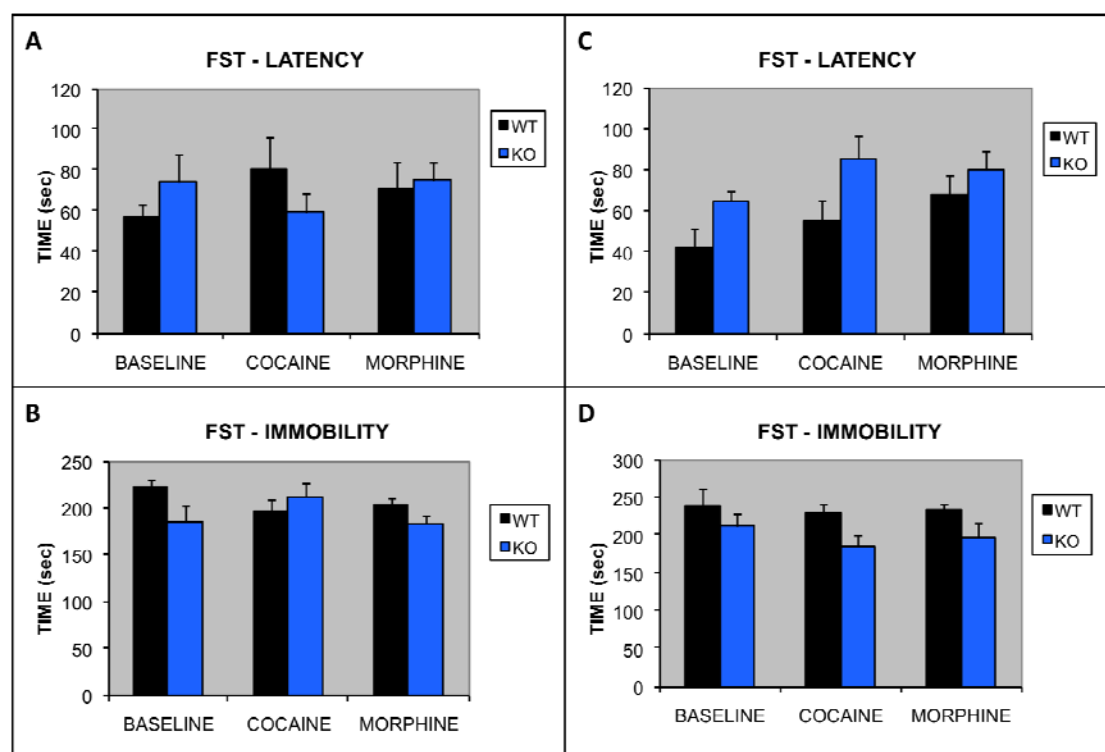 A
FST - LATENCY
TIME (sec)
120
100
80
60
40
20
0
BASELINE COCAINE MORPHINE
WT
KO
C
FST - LATENCY
TIME (sec)
120
100
80
60
40
20
0
BASELINE COCAINE MORPHINE
WT
KO
B
FST - IMMOBILITY
TIME (sec)
250
200
150
100
50
0
BASELINE COCAINE MORPHINE
WT
KO
D
FST - IMMOBILITY
TIME (sec)
300
250
200
150
100
50
0
BASELINE COCAINE MORPHINE
WT
KO